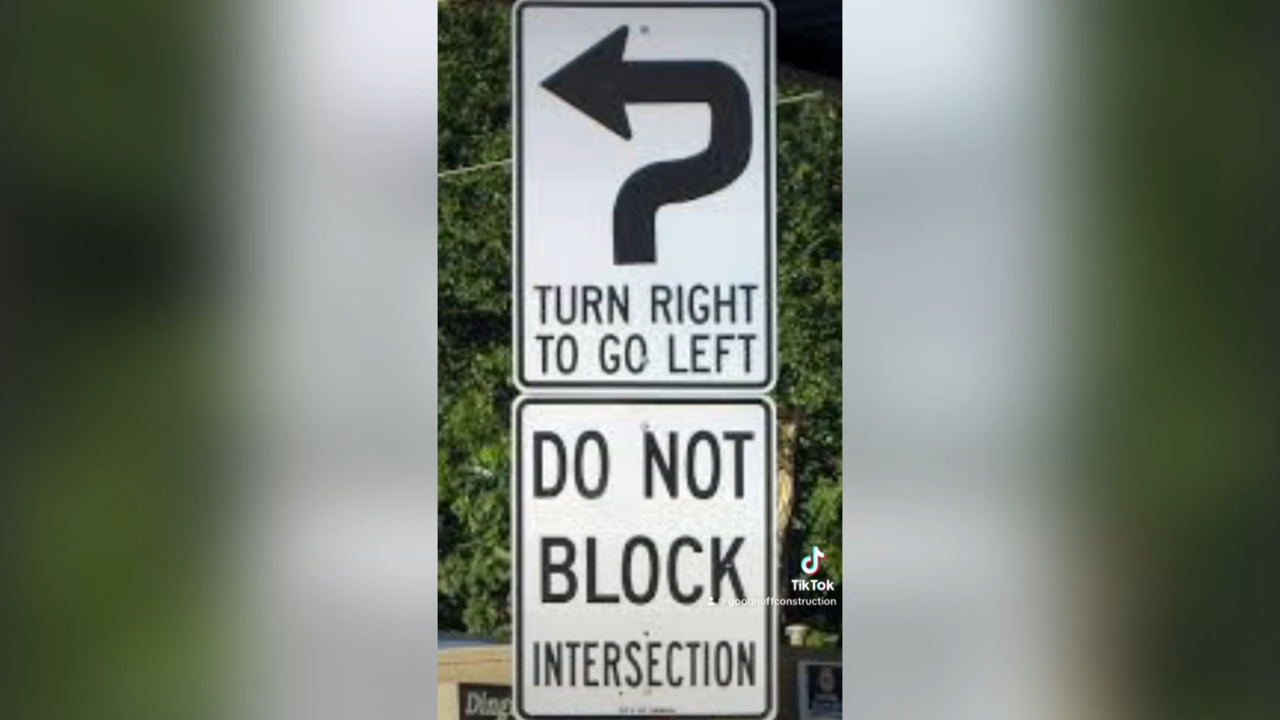 TURN RIGHT
TO GO LEFT
DO NOT
BLOCK
INTERSECTION
TikTok
@goodnuffconstruction